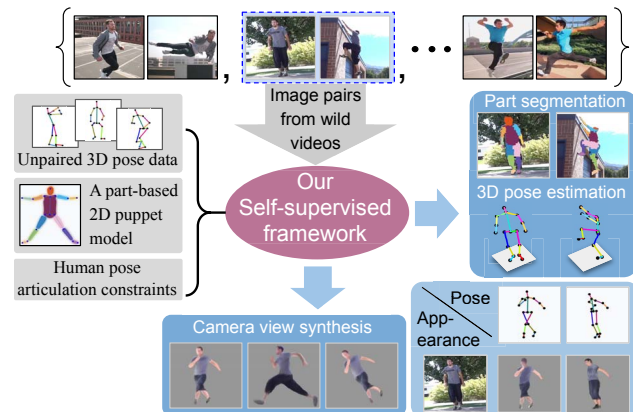 Image pairs
from wild
videos
Unpaired 3D pose data
A part-based
2D puppet
model
Human pose
articulation constraints
Our
Self-supervised
framework
Part segmentation
3D pose estimation
Camera view synthesis
Pose
App-
earance